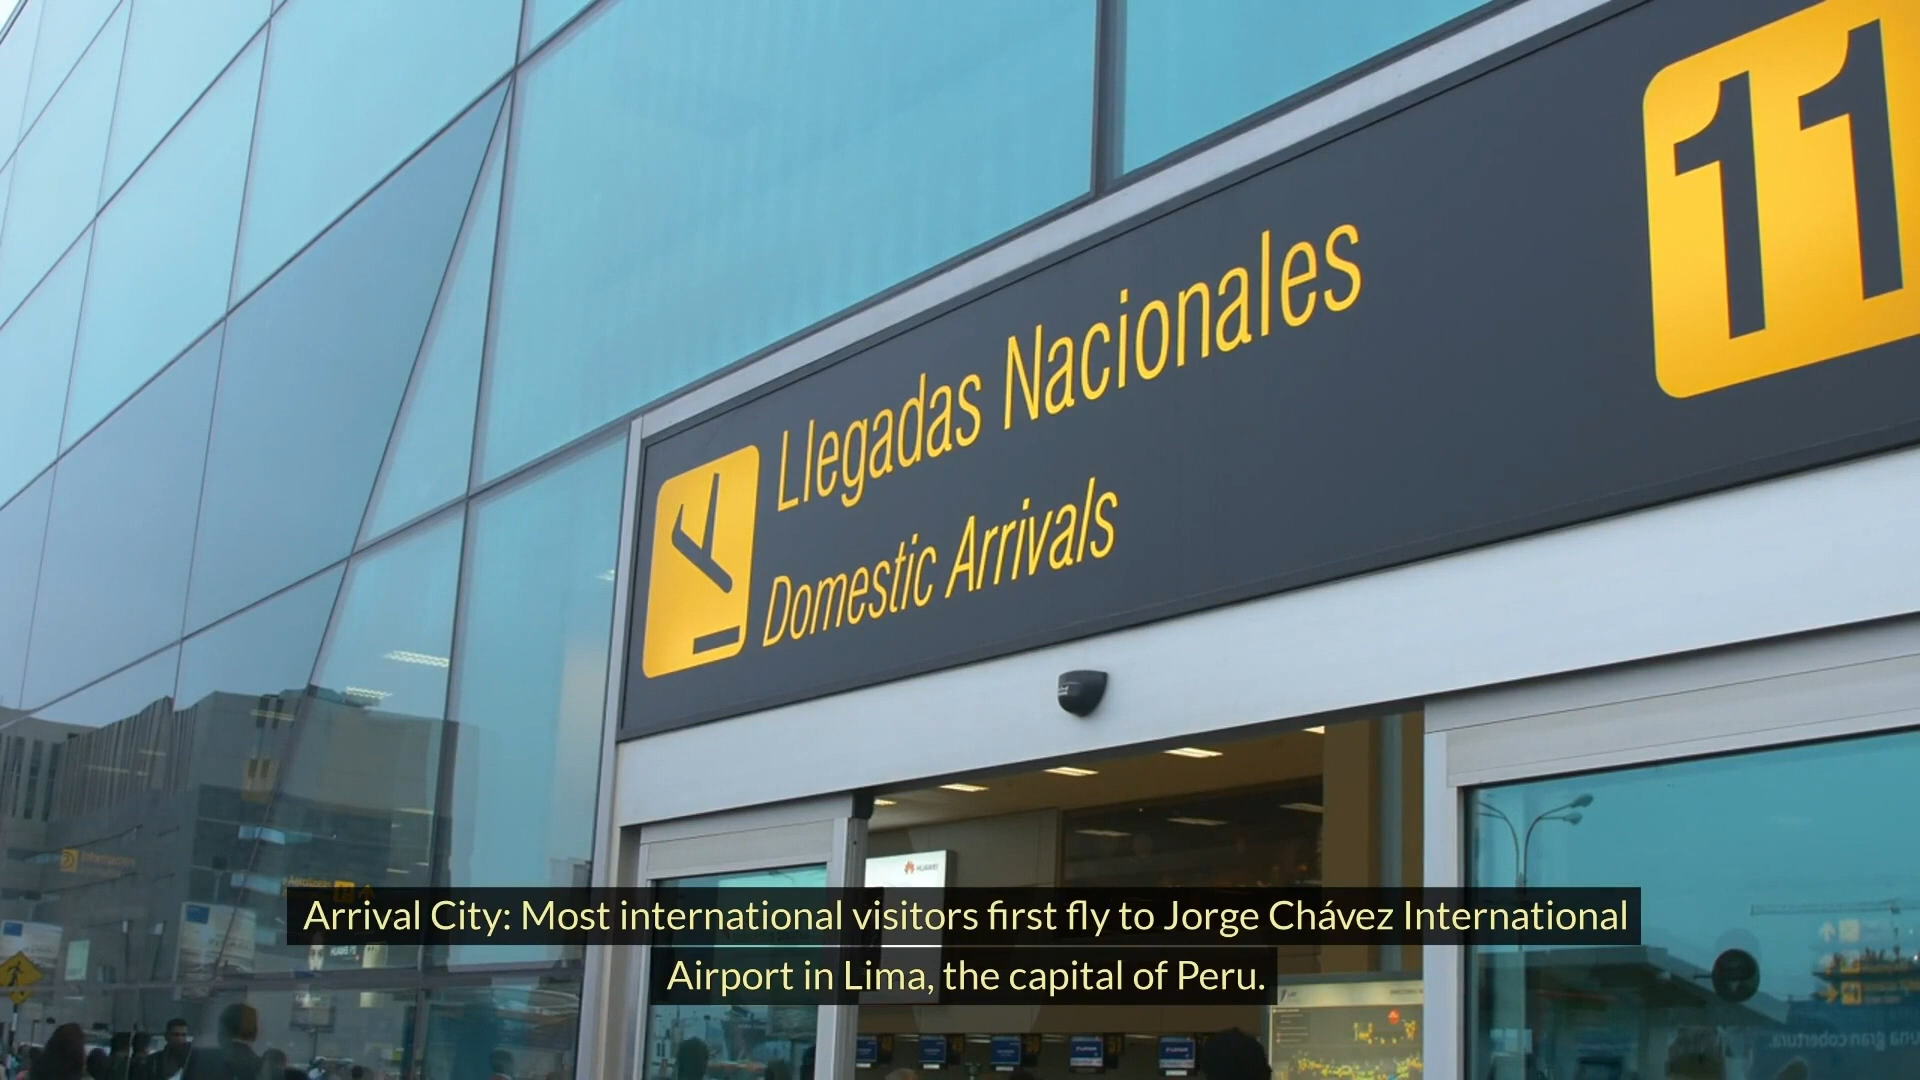 11
Llegadas Nacionales
Domestic Arrivals
HUAWEI
Arrival City: Most international visitors first fly to Jorge Chávez International
Airport in Lima, the capital of Peru.